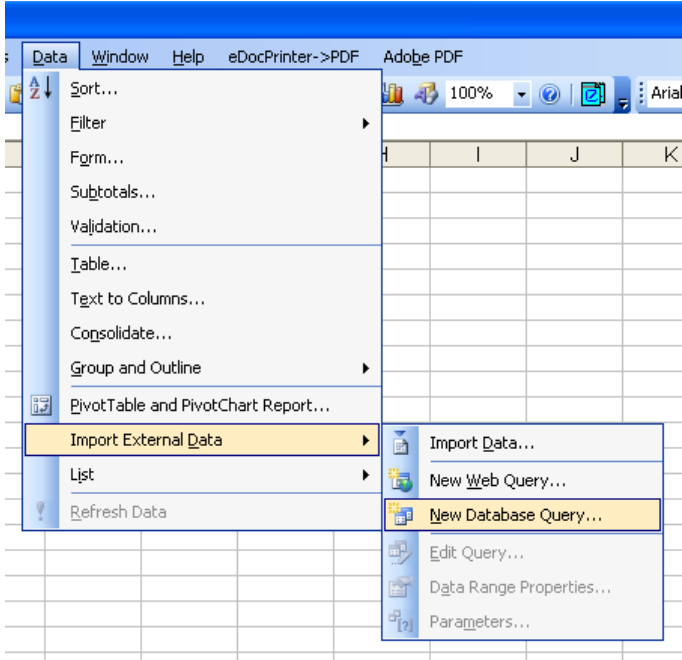 Data Window Help eDocPrinter->PDF Adobe PDF
Sort...
100%
Arial
Filter
Form...
H I J K
Subtotals...
Validation...
Table...
Text to Columns...
Consolidate...
Group and Outline
PivotTable and PivotChart Report...
Import External Data
List
Refresh Data
Import Data...
New Web Query...
New Database Query...
Edit Query...
Data Range Properties...
Parameters...